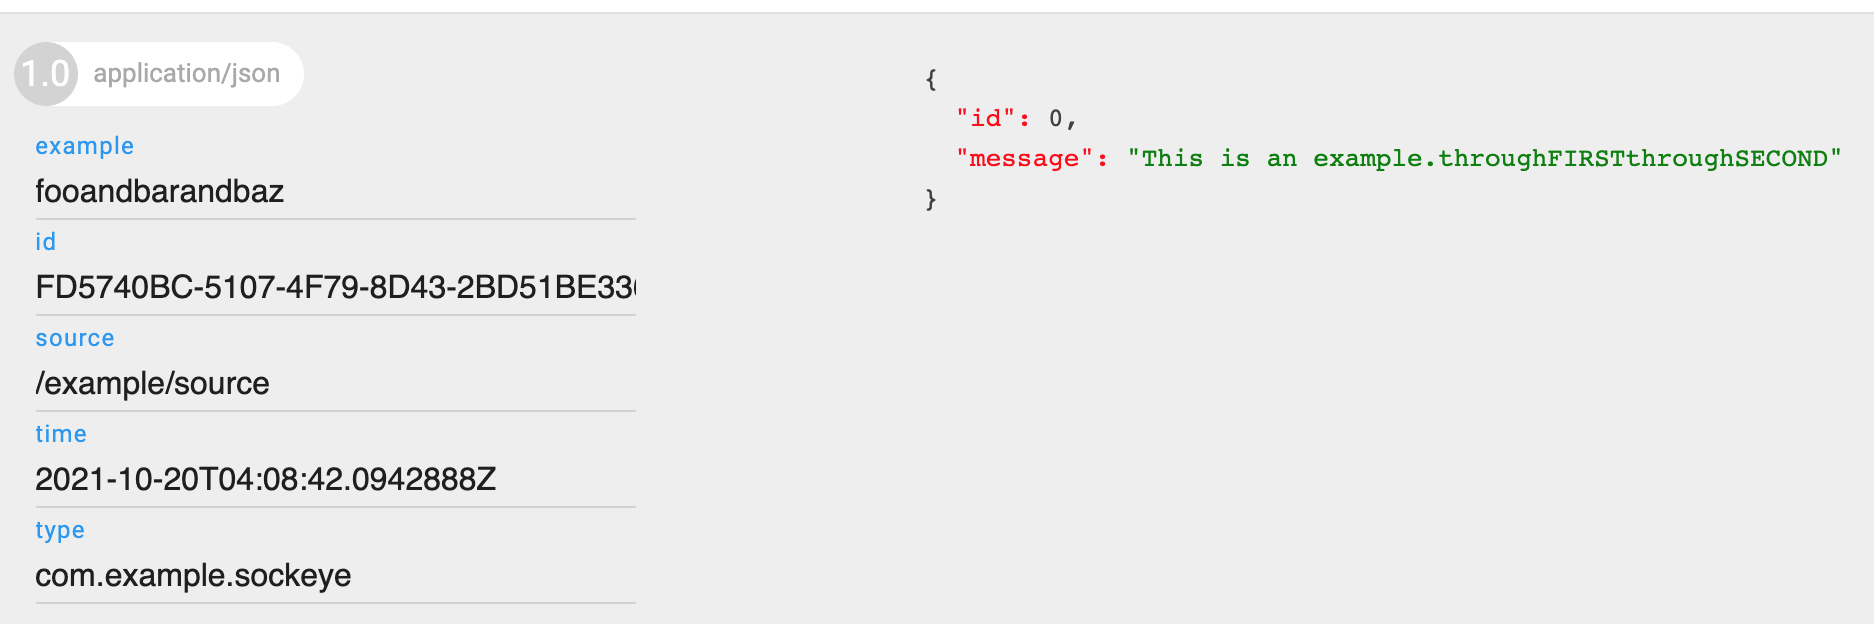 1.0 application/json
example
fooandbarandbaz
id
FD5740BC-5107-4F79-8D43-2BD51BE33
source
/example/source
time
2021-10-20T04:08:42.0942888Z
type
com.example.sockeye
{
"id": 0,
"message": "This is an example.throughFIRSTthroughSECOND"
}